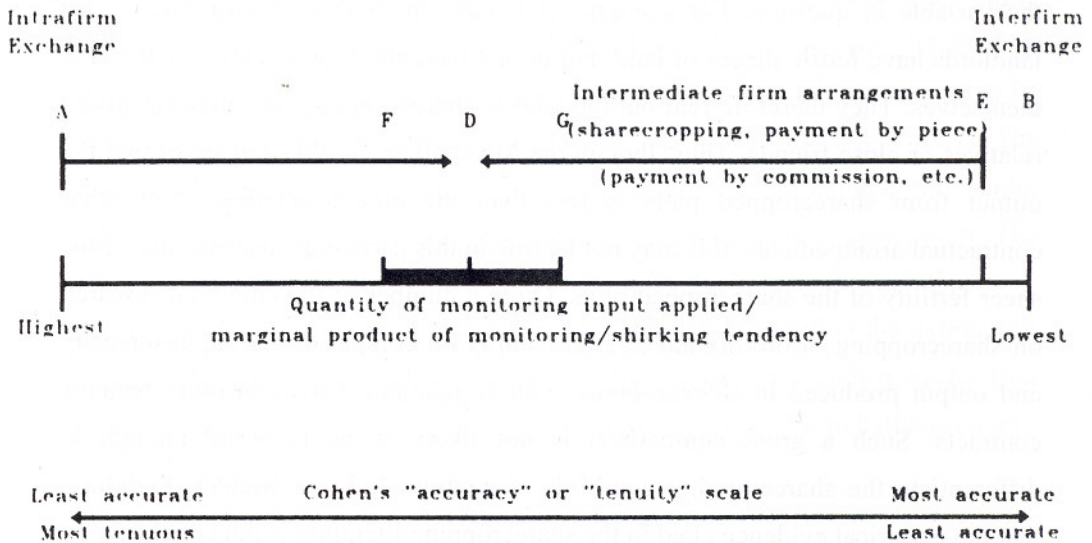 Intrafirm
Exchange
Interfirm
Exchange
A
F
D
G
Intermediate firm arrangements
E
B
(sharecropping, payment by piece)
(payment by commission, etc.)
Quantity of monitoring input applied/
Highest
marginal product of monitoring/shirking tendency
Lowest
Least accurate
Cohen's "accuracy" or "tenuity" scale
Most accurate
Most tenuous
Least accurate